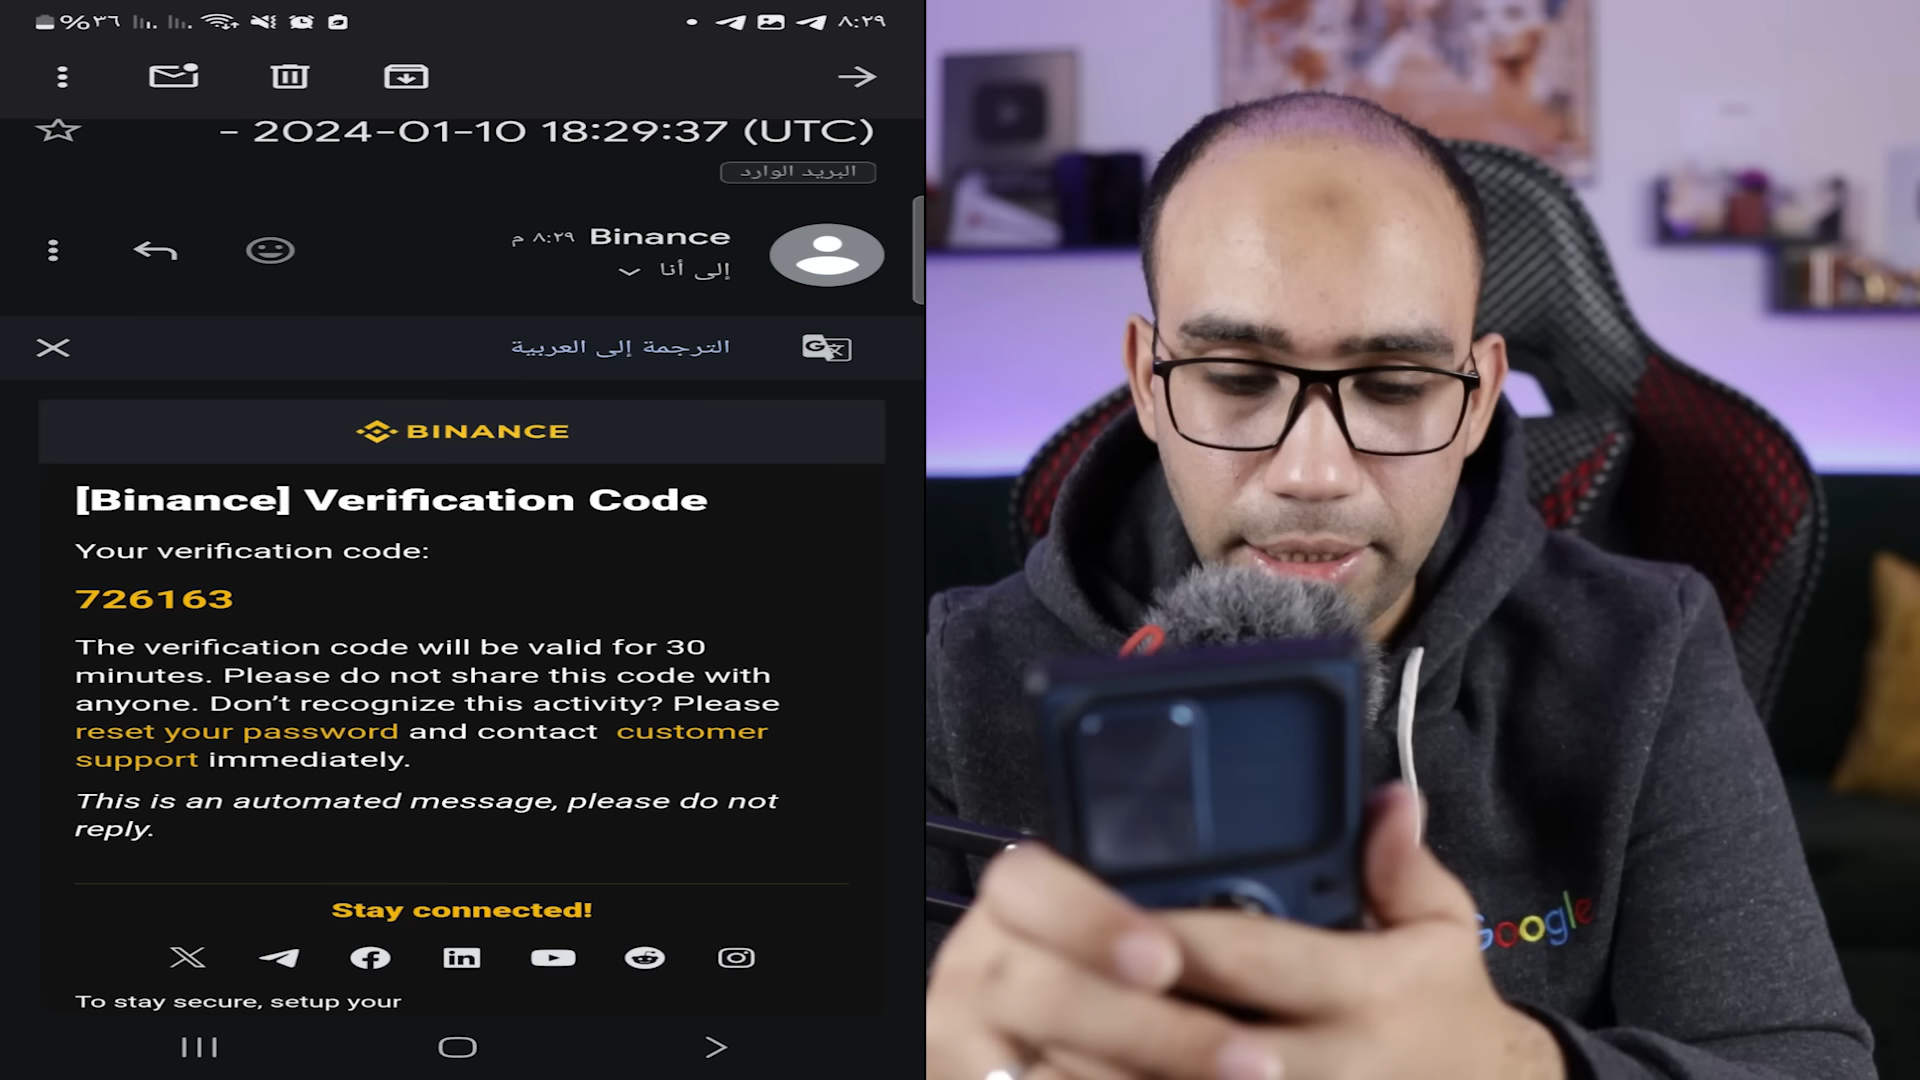 ٨:٢٩
%٣٦
- 2024-01-10 18:29:37 (UTC)
البريد الوارد
Binance ٨:٢٩ م
إلى أنا
الترجمة إلى العربية
BINANCE
[Binance] Verification Code
Your verification code:
726163
The verification code will be valid for 30
minutes. Please do not share this code with
anyone. Don’t recognize this activity? Please
reset your password and contact customer
support immediately.
This is an automated message, please do not
reply.
Stay connected!
To stay secure, setup your
Google